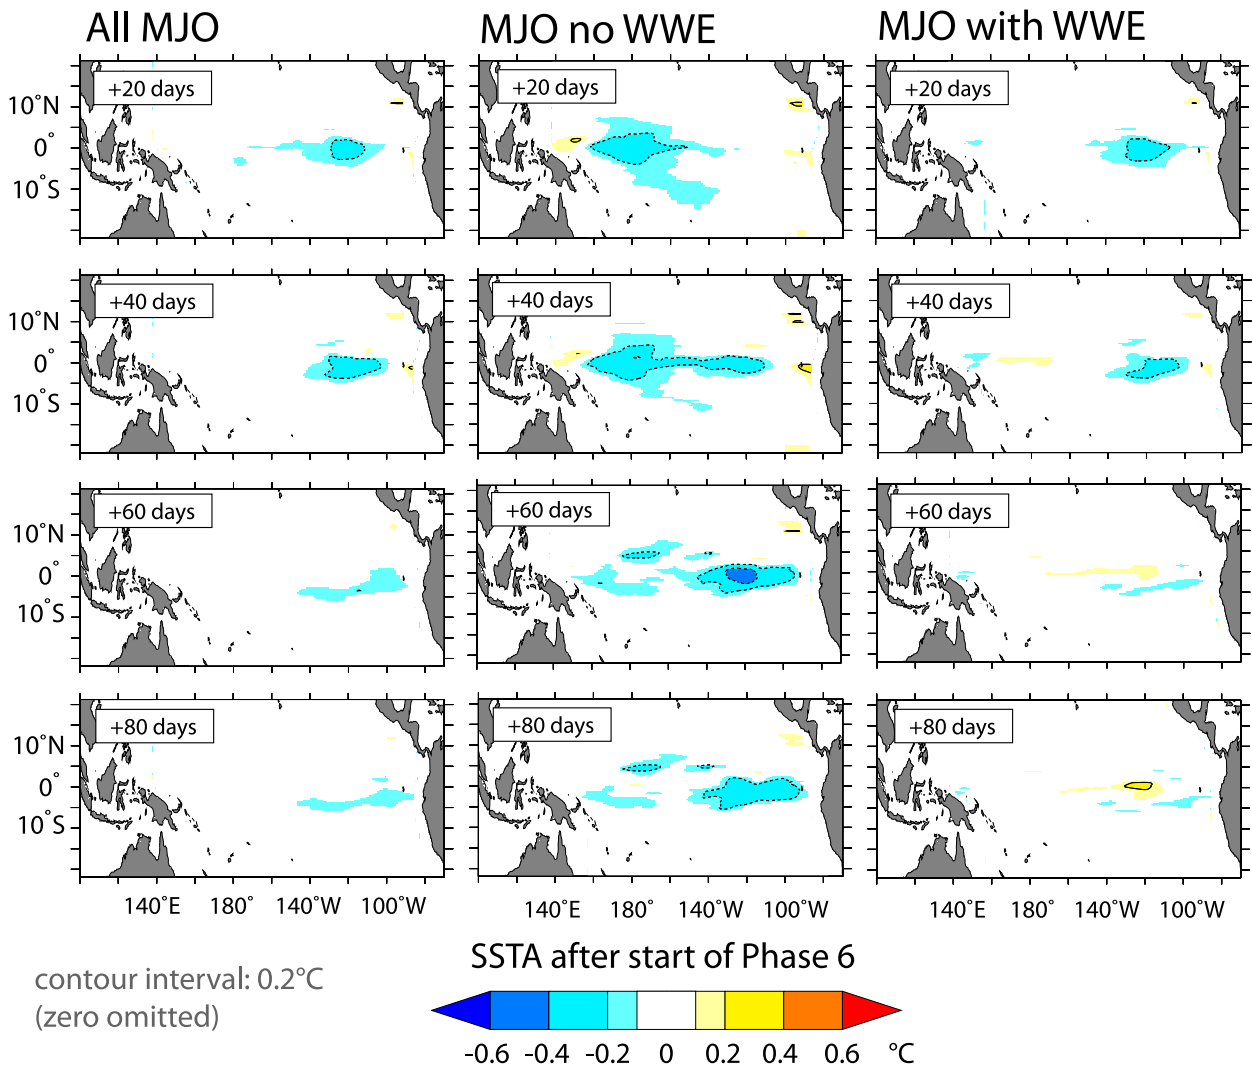 All MJO
MJO no WWE
MJO with WWE
+20 days
+20 days
+20 days
10˚N
0˚
10˚S
+40 days
+40 days
+40 days
10˚N
0˚
10˚S
+60 days
+60 days
+60 days
10˚N
0˚
10˚S
+80 days
+80 days
+80 days
10˚N
0˚
10˚S
140˚E 180˚ 140˚W 100˚W
140˚E 180˚ 140˚W 100˚W
140˚E 180˚ 140˚W 100˚W
SSTA after start of Phase 6
contour interval: 0.2°C
(zero omitted)
-0.6 -0.4 -0.2 0 0.2 0.4 0.6 °C